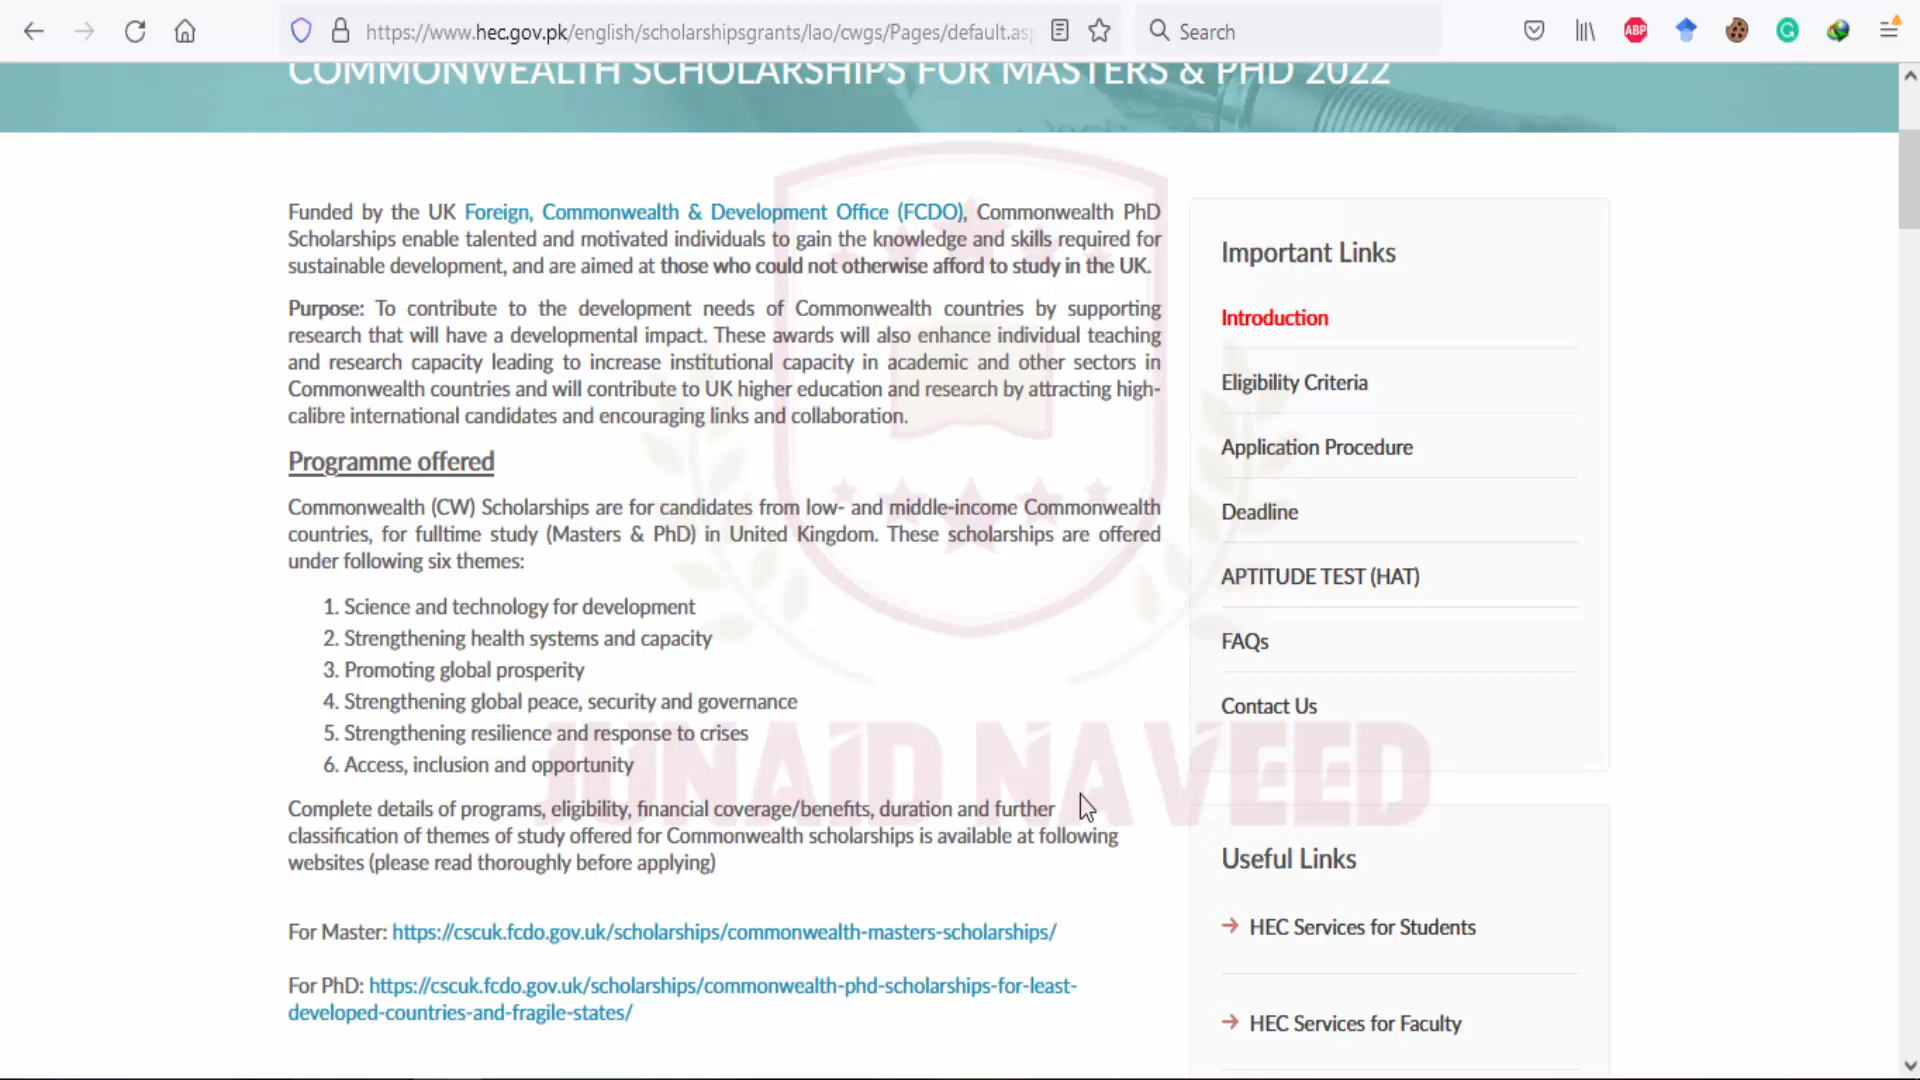 https://www.hec.gov.pk/english/scholarshipsgrants/lao/cwgs/Pages/default.asp
Search
ABP
COMMONWEALTH SCHOLARSHIPS FOR MASTERS & PHD 2022
Funded by the UK Foreign, Commonwealth & Development Office (FCDO), Commonwealth PhD
Scholarships enable talented and motivated individuals to gain the knowledge and skills required for
sustainable development, and are aimed at those who could not otherwise afford to study in the UK.
Purpose: To contribute to the development needs of Commonwealth countries by supporting
research that will have a developmental impact. These awards will also enhance individual teaching
and research capacity leading to increase institutional capacity in academic and other sectors in
Commonwealth countries and will contribute to UK higher education and research by attracting high-
calibre international candidates and encouraging links and collaboration.
Programme offered
Commonwealth (CW) Scholarships are for candidates from low- and middle-income Commonwealth
countries, for fulltime study (Masters & PhD) in United Kingdom. These scholarships are offered
under following six themes:
1. Science and technology for development
2. Strengthening health systems and capacity
3. Promoting global prosperity
4. Strengthening global peace, security and governance
5. Strengthening resilience and response to crises
6. Access, inclusion and opportunity
Complete details of programs, eligibility, financial coverage/benefits, duration and further
classification of themes of study offered for Commonwealth scholarships is available at following
websites (please read thoroughly before applying)
For Master: https://cscuk.fcdo.gov.uk/scholarships/commonwealth-masters-scholarships/
For PhD: https://cscuk.fcdo.gov.uk/scholarships/commonwealth-phd-scholarships-for-least-
developed-countries-and-fragile-states/
Important Links
Introduction
Eligibility Criteria
Application Procedure
Deadline
APTITUDE TEST (HAT)
FAQs
Contact Us
Useful Links
HEC Services for Students
HEC Services for Faculty
JUNAID NAVEED